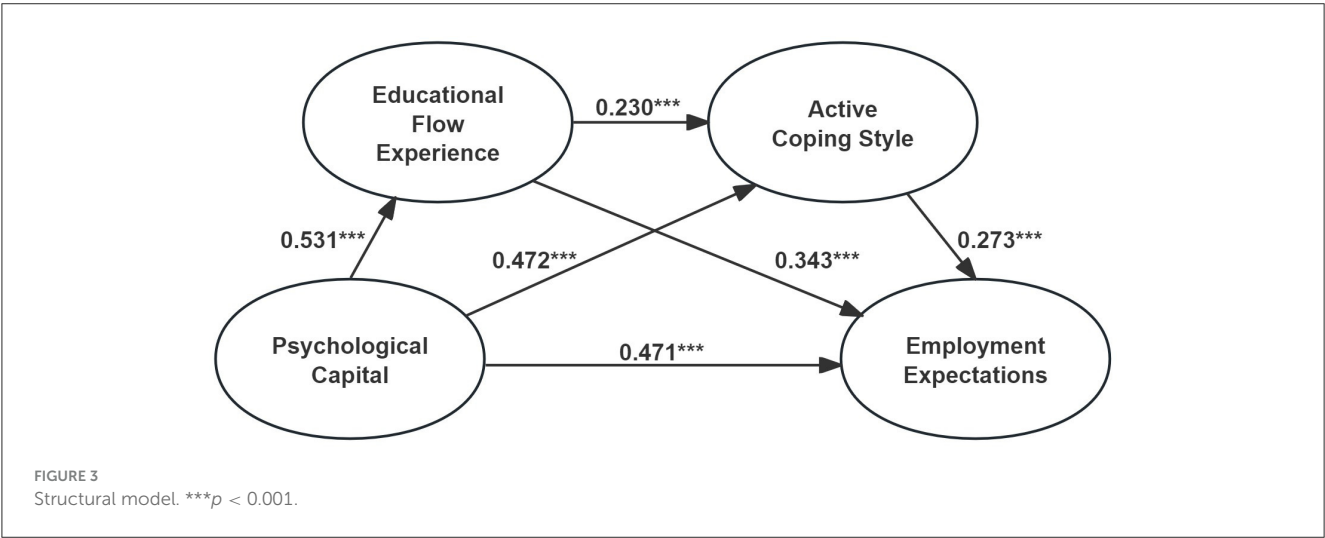 Educational
Flow
Experience
0.230***
Active
Coping Style
0.531***
0.472***
0.343***
0.273***
Psychological
Capital
0.471***
Employment
Expectations
FIGURE 3
Structural model. ***p < 0.001.